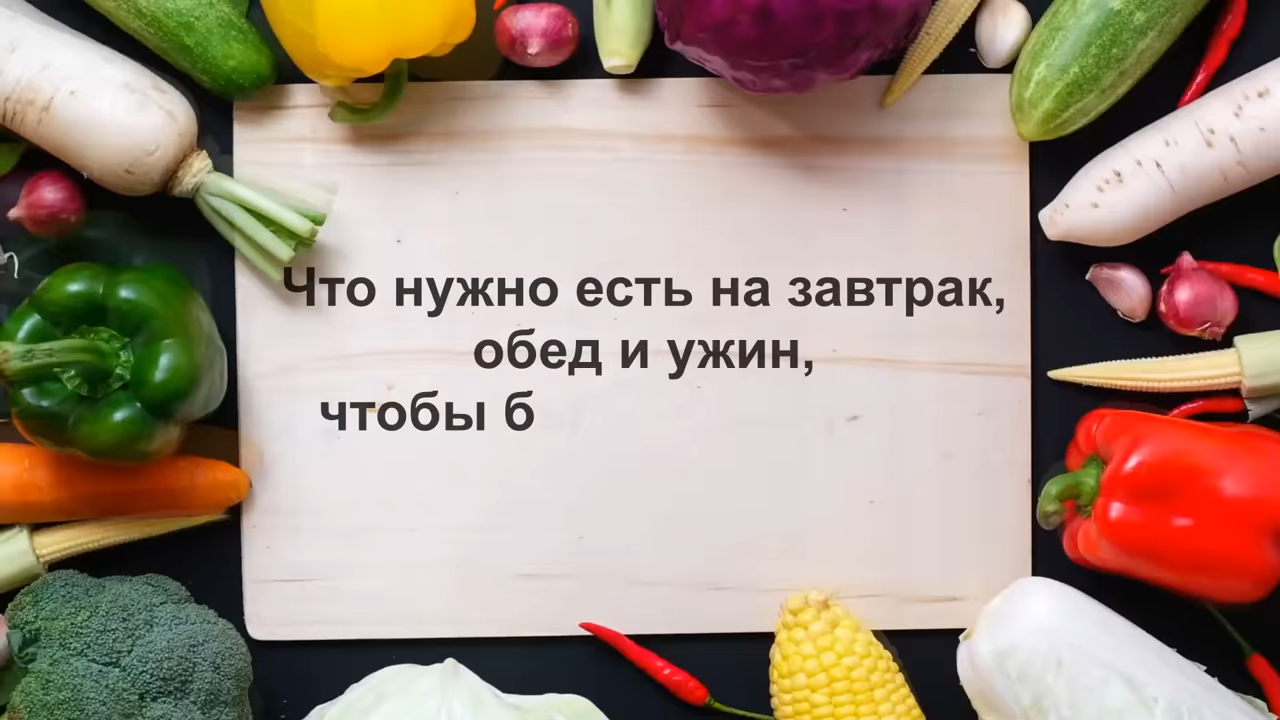 Что нужно есть на завтрак,
обед и ужин,
чтобы б